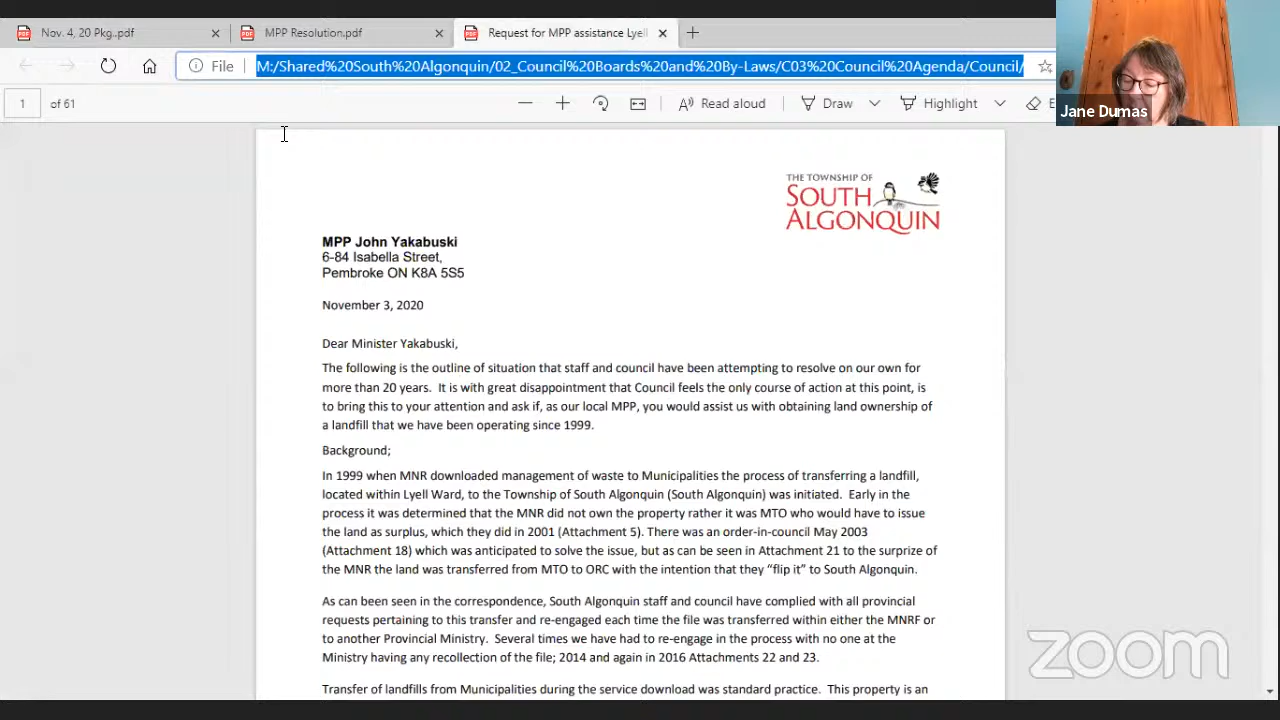 Nov. 4, 20 Pkg..pdf
MPP Resolution.pdf
Request for MPP assistance Lyell
File
M:/Shared%20South%20Algonquin/02_Council%20Boards%20and%20By-Laws/C03%20Council%20Agenda/Council/
1
of 61
Read aloud
Draw
Highlight
Jane Dumas
THE TOWNSHIP OF
SOUTH
ALGONQUIN
MPP John Yakabuski
6-84 Isabella Street,
Pembroke ON K8A 5S5
November 3, 2020
Dear Minister Yakabuski,
The following is the outline of situation that staff and council have been attempting to resolve on our own for
more than 20 years.  It is with great disappointment that Council feels the only course of action at this point, is
to bring this to your attention and ask if, as our local MPP, you would assist us with obtaining land ownership of
a landfill that we have been operating since 1999.
Background;
In 1999 when MNR downloaded management of waste to Municipalities the process of transferring a landfill,
located within Lyell Ward, to the Township of South Algonquin (South Algonquin) was initiated.  Early in the
process it was determined that the MNR did not own the property rather it was MTO who would have to issue
the land as surplus, which they did in 2001 (Attachment 5). There was an order-in-council May 2003
(Attachment 18) which was anticipated to solve the issue, but as can be seen in Attachment 21 to the surprize of
the MNR the land was transferred from MTO to ORC with the intention that they “flip it” to South Algonquin.
As can been seen in the correspondence, South Algonquin staff and council have complied with all provincial
requests pertaining to this transfer and re-engaged each time the file was transferred within either the MNRF or
to another Provincial Ministry.  Several times we have had to re-engage in the process with no one at the
Ministry having any recollection of the file; 2014 and again in 2016 Attachments 22 and 23.
Transfer of landfills from Municipalities during the service download was standard practice.  This property is an
zoom